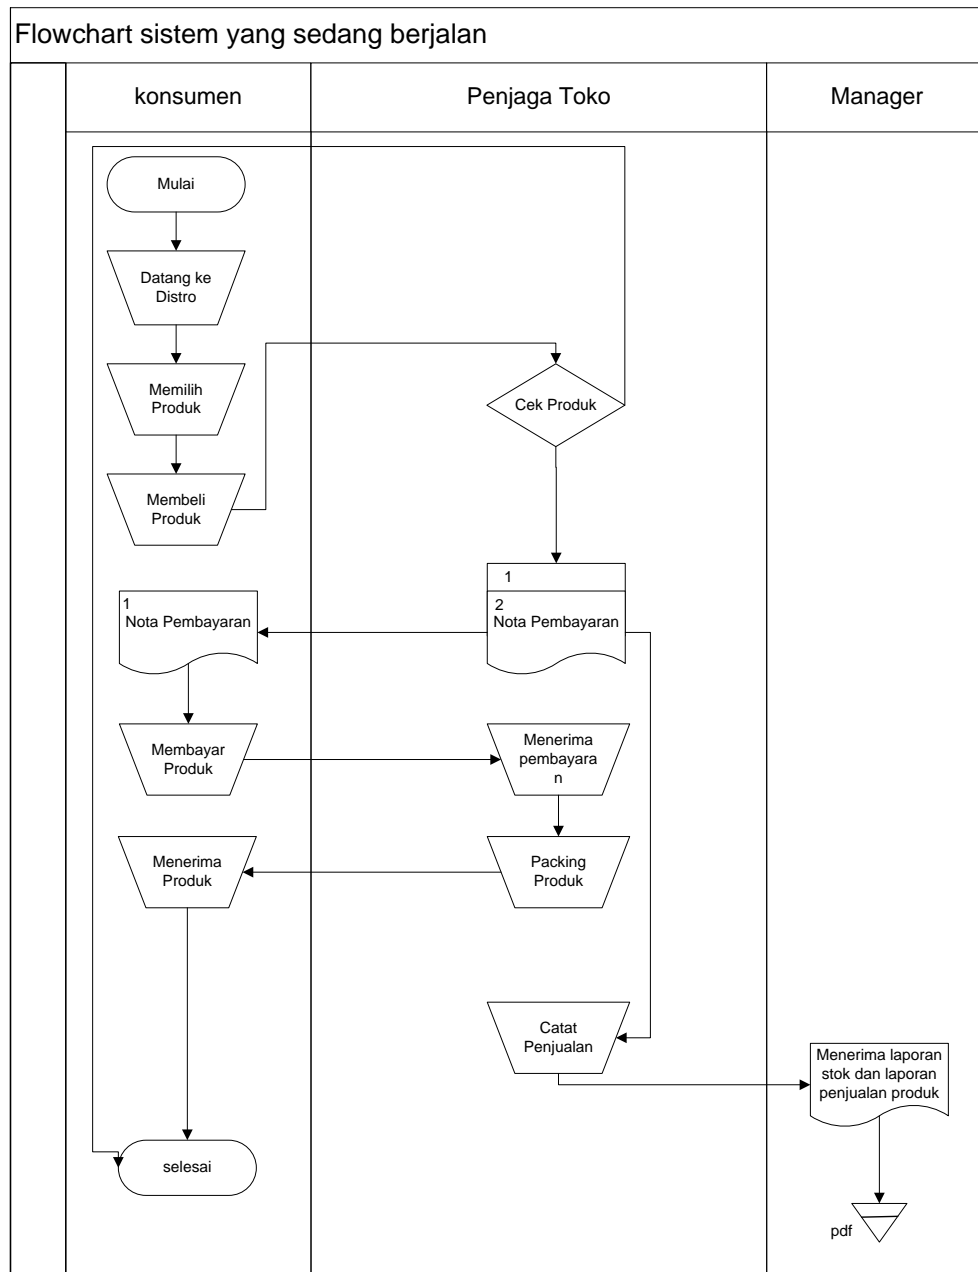 Flowchart sistem yang sedang berjalan
konsumen
Penjaga Toko
Manager
Mulai
Datang ke
Distro
Memilih
Produk
Cek Produk
Membeli
Produk
1
1
Nota Pembayaran
2
Nota Pembayaran
Membayar
Produk
Menerima
pembayara
n
Menerima
Produk
Packing
Produk
Catat
Penjualan
Menerima laporan
stok dan laporan
penjualan produk
selesai
pdf